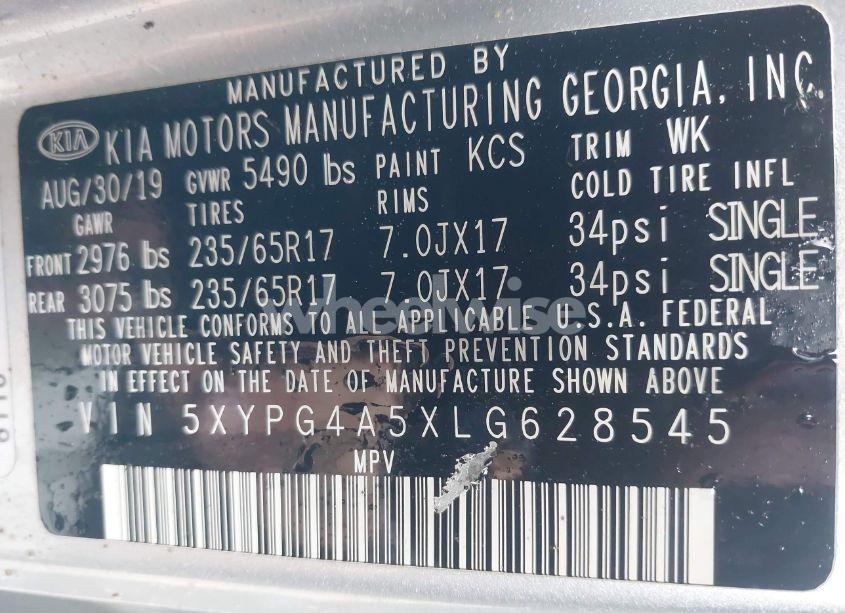 MANUFACTURED BY
KIA KIA MOTORS MANUFACTURING GEORGIA, INC.
AUG/30/19 GVWR 5490 lbs PAINT KCS TRIM WK
GAWR TIRES RIMS COLD TIRE INFL
FRONT 2976 lbs 235/65R17 7.0JX17 34psi SINGLE
REAR 3075 lbs 235/65R17 7.0JX17 34psi SINGLE
wheelwise
THIS VEHICLE CONFORMS TO ALL APPLICABLE U.S.A. FEDERAL
MOTOR VEHICLE SAFETY AND THEFT PREVENTION STANDARDS
IN EFFECT ON THE DATE OF MANUFACTURE SHOWN ABOVE
VIN 5XYPG4A5XLG628545
MPV